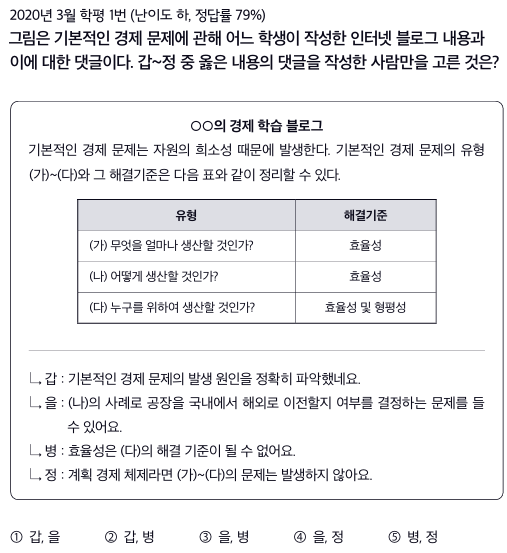 2020년 3월 학평 1번 (난이도 하, 정답률 79%)
그림은 기본적인 경제 문제에 관해 어느 학생이 작성한 인터넷 블로그 내용과
이에 대한 댓글이다. 갑~정 중 옳은 내용의 댓글을 작성한 사람만을 고른 것은?
○○의 경제 학습 블로그
기본적인 경제 문제는 자원의 희소성 때문에 발생한다. 기본적인 경제 문제의 유형
(가)~(다)와 그 해결기준은 다음 표와 같이 정리할 수 있다.
유형 해결기준
(가) 무엇을 얼마나 생산할 것인가? 효율성
(나) 어떻게 생산할 것인가? 효율성
(다) 누구를 위하여 생산할 것인가? 효율성 및 형평성
갑 : 기본적인 경제 문제의 발생 원인을 정확히 파악했네요.
을 : (나)의 사례로 공장을 국내에서 해외로 이전할지 여부를 결정하는 문제를 들
수 있어요.
병 : 효율성은 (다)의 해결 기준이 될 수 없어요.
정 : 계획 경제 체제라면 (가)~(다)의 문제는 발생하지 않아요.
① 갑, 을 ② 갑, 병 ③ 을, 병 ④ 을, 정 ⑤ 병, 정